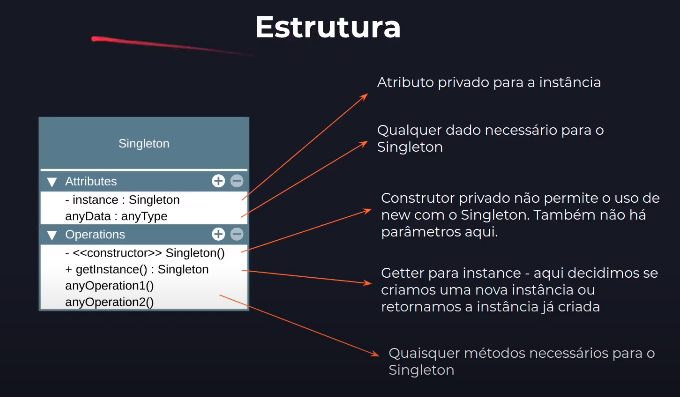 Estrutura
Singleton
Attributes
- instance : Singleton
anyData : anyType
Operations
- <<constructor>> Singleton()
+ getInstance() : Singleton
anyOperation1()
anyOperation2()
Atributo privado para a instância
Qualquer dado necessário para o
Singleton
Construtor privado não permite o uso de
new com o Singleton. Também não há
parâmetros aqui.
Getter para instance - aqui decidimos se
criamos uma nova instância ou
retornamos a instância já criada
Quaisquer métodos necessários para o
Singleton